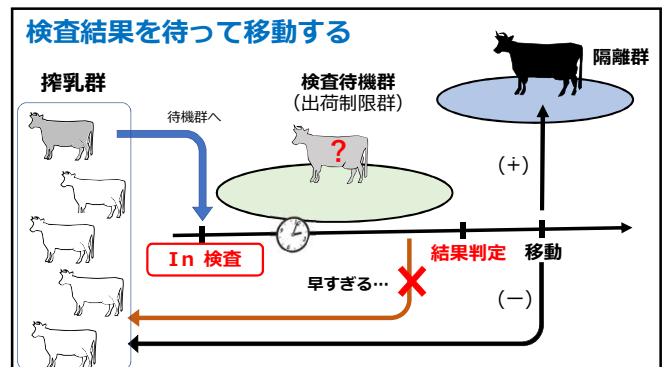 検査結果を待って移動する
搾乳群
待機群へ
検査待機群
（出荷制限群）
隔離群
?
(+)
In 検査
結果判定
移動
早すぎる…
(−)